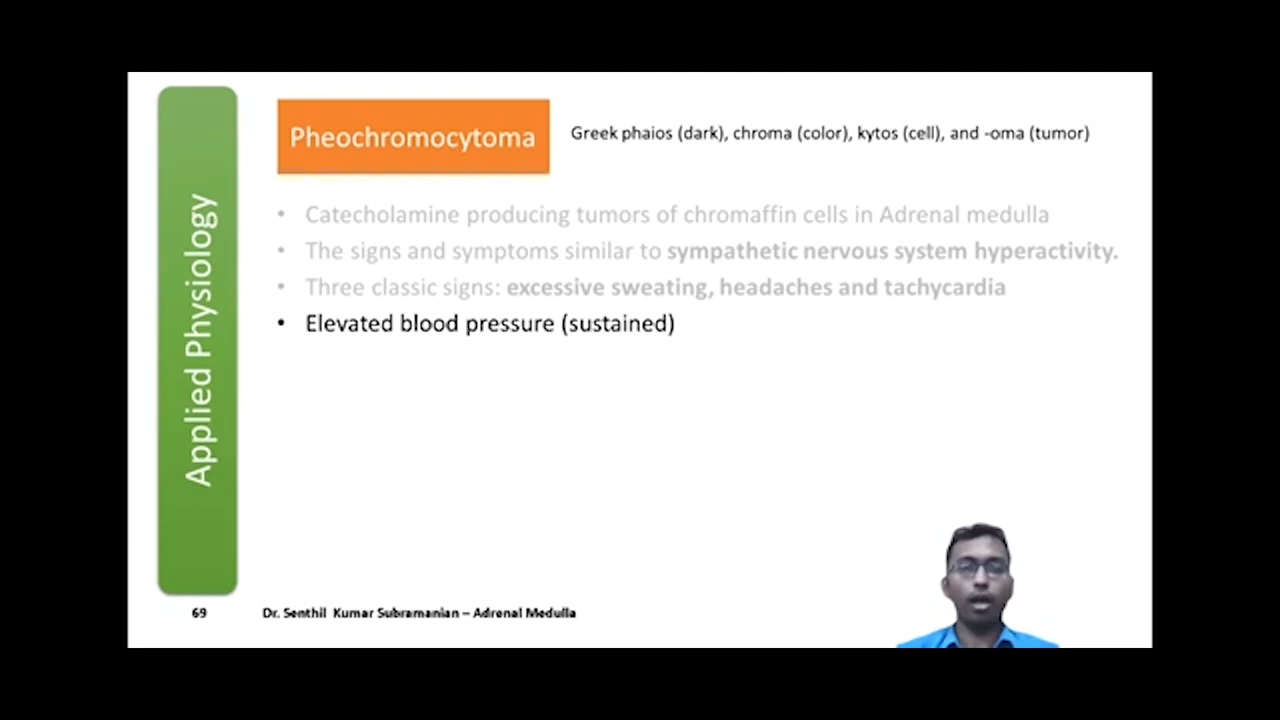 Applied Physiology
Pheochromocytoma
Greek phaios (dark), chroma (color), kytos (cell), and -oma (tumor)
• Catecholamine producing tumors of chromaffin cells in Adrenal medulla
• The signs and symptoms similar to sympathetic nervous system hyperactivity.
• Three classic signs: excessive sweating, headaches and tachycardia
• Elevated blood pressure (sustained)
69
Dr. Senthil Kumar Subramanian – Adrenal Medulla